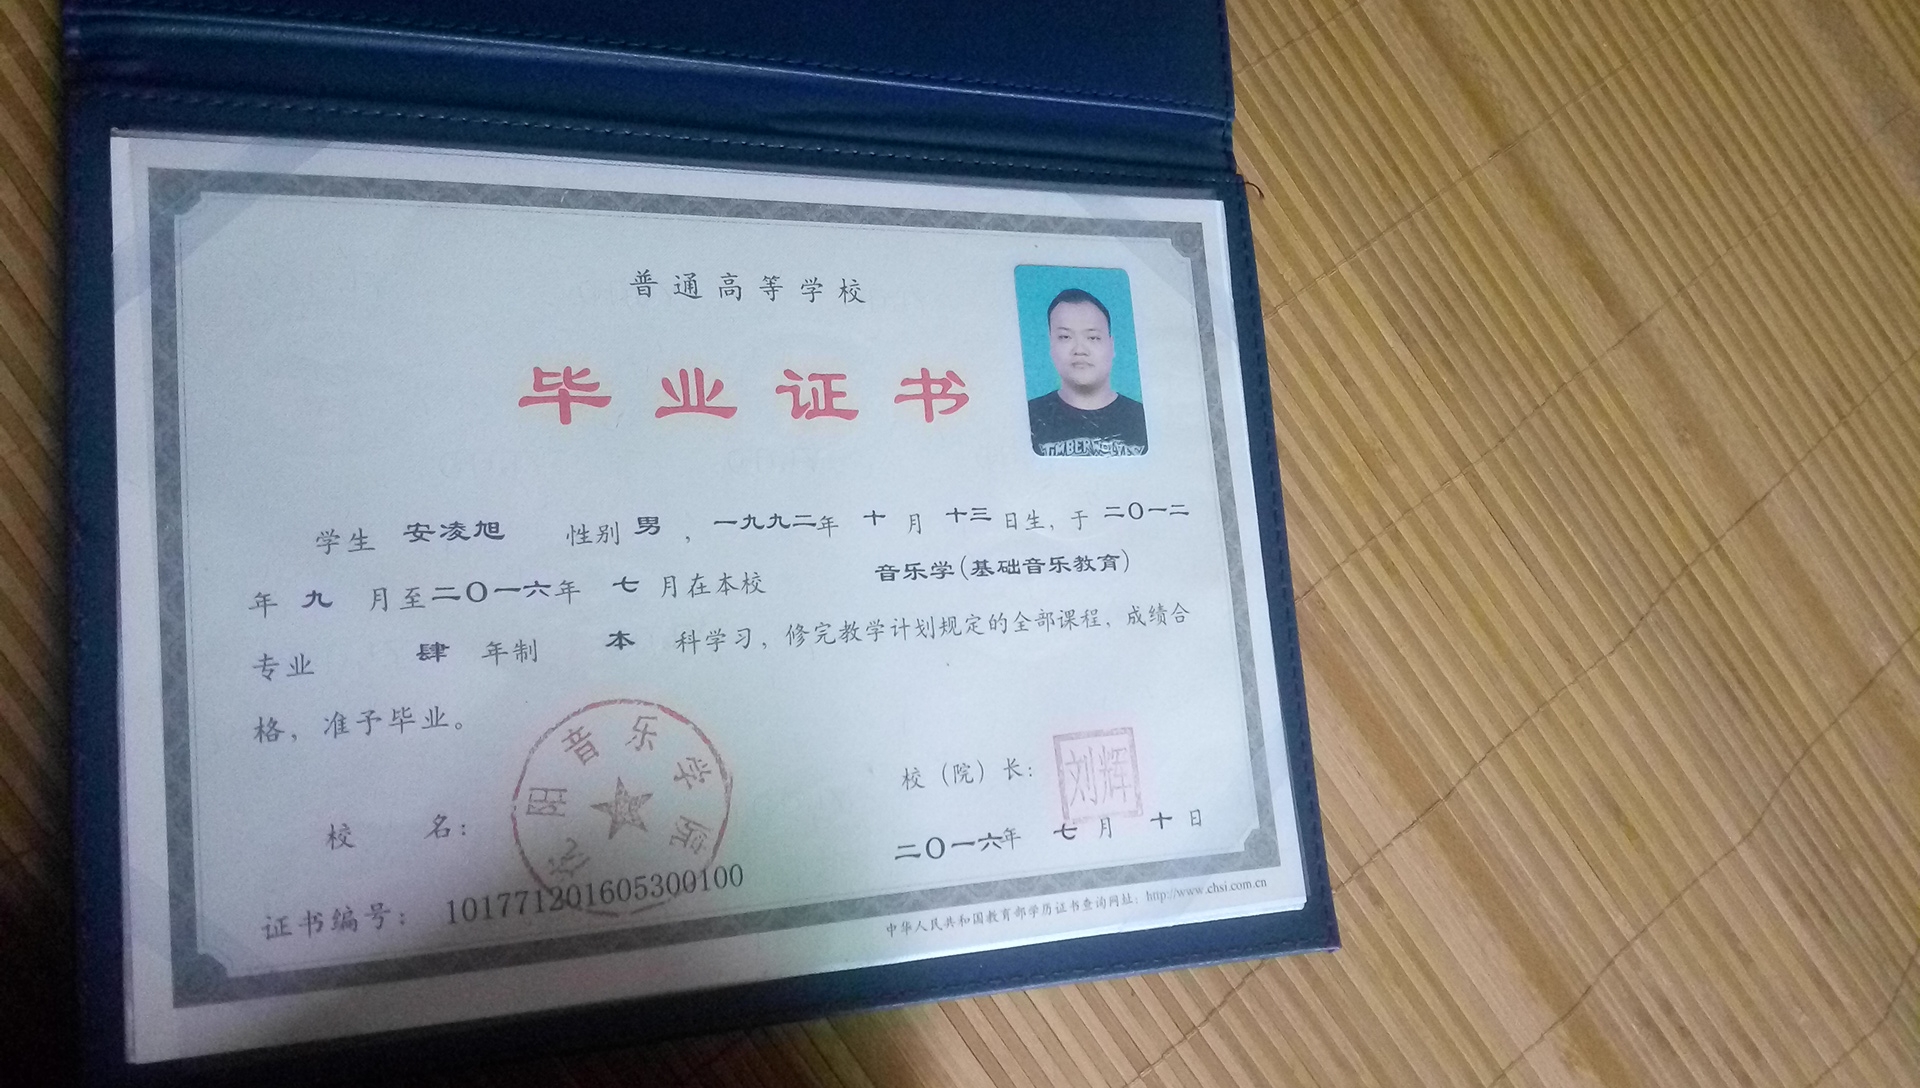 普通高等学校
毕业证书
学生 安凌旭 性别 男，一九九二年 十 月 十三 日生，于 二〇一二
年 九 月至二〇一六年 七 月在本校 音乐学（基础音乐教育）
专业 肆 年制 本 科学习，修完教学计划规定的全部课程，成绩合
格，准予毕业。
校 名：
沈阳音乐学院
校（院）长：
刘辉
二〇一六年 七 月 十 日
证书编号： 101771201605300100
中华人民共和国教育部学历证书查询网址：http://www.chsi.com.cn